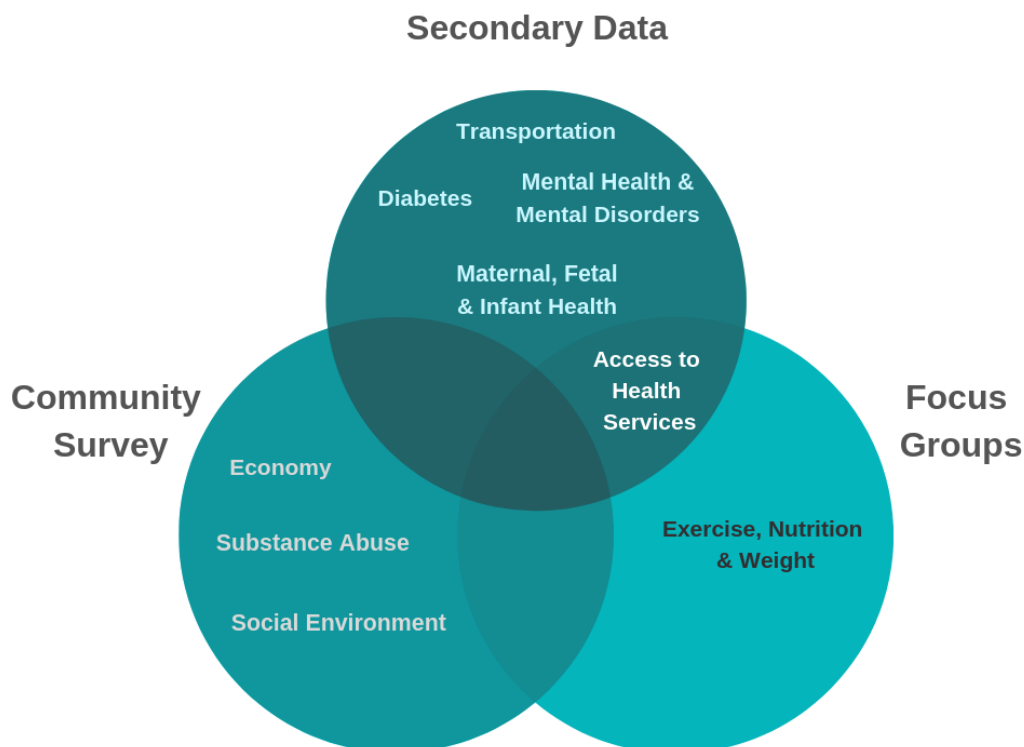 Secondary Data
Transportation
Diabetes
Mental Health &
Mental Disorders
Maternal, Fetal
& Infant Health
Access to
Health
Services
Community
Survey
Focus
Groups
Economy
Substance Abuse
Social Environment
Exercise, Nutrition
& Weight